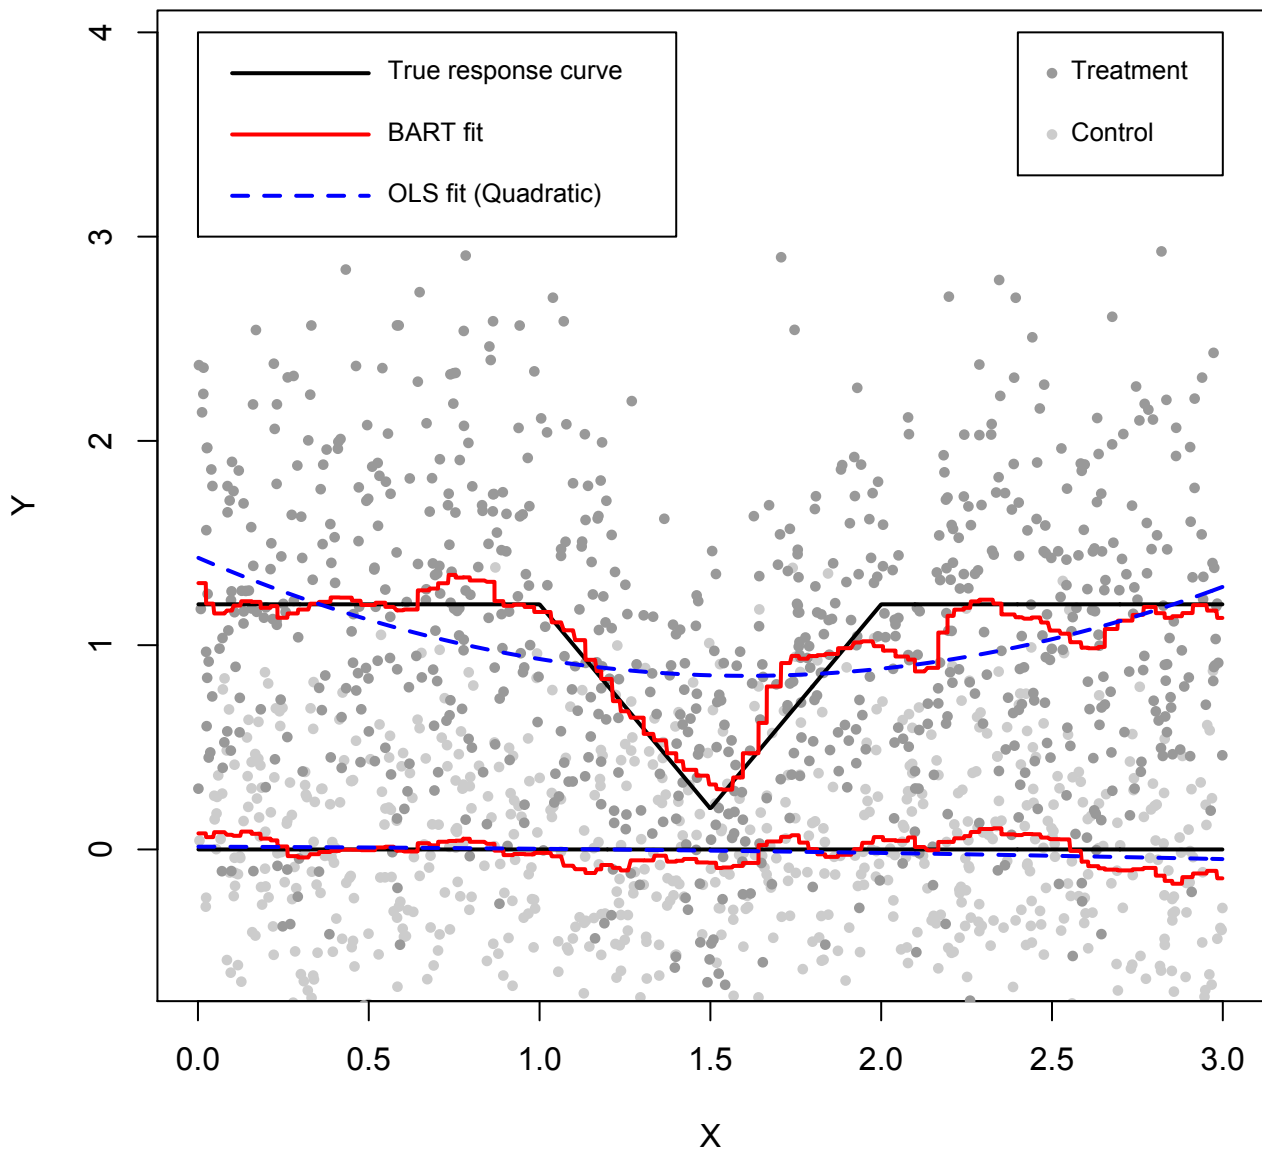 4
True response curve
BART fit
OLS fit (Quadratic)
Treatment
Control
3
2
1
0
Y
0.0 0.5 1.0 1.5 2.0 2.5 3.0
X